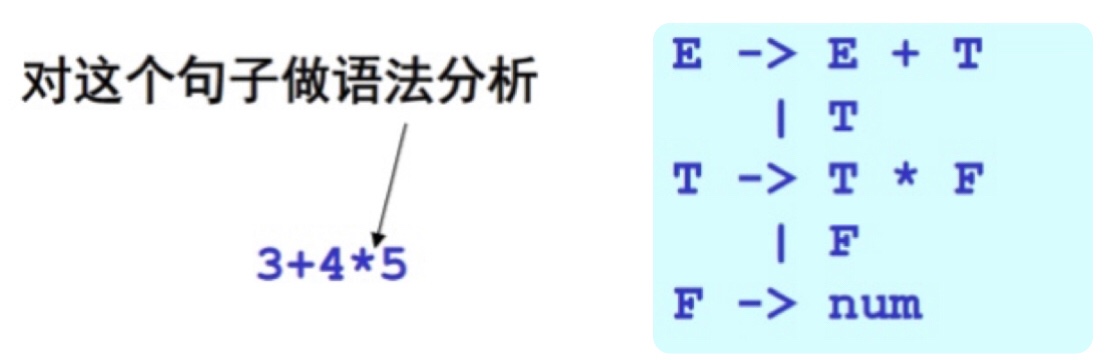 对这个句子做语法分析
3+4*5
E -> E + T
| T
T -> T * F
| F
F -> num